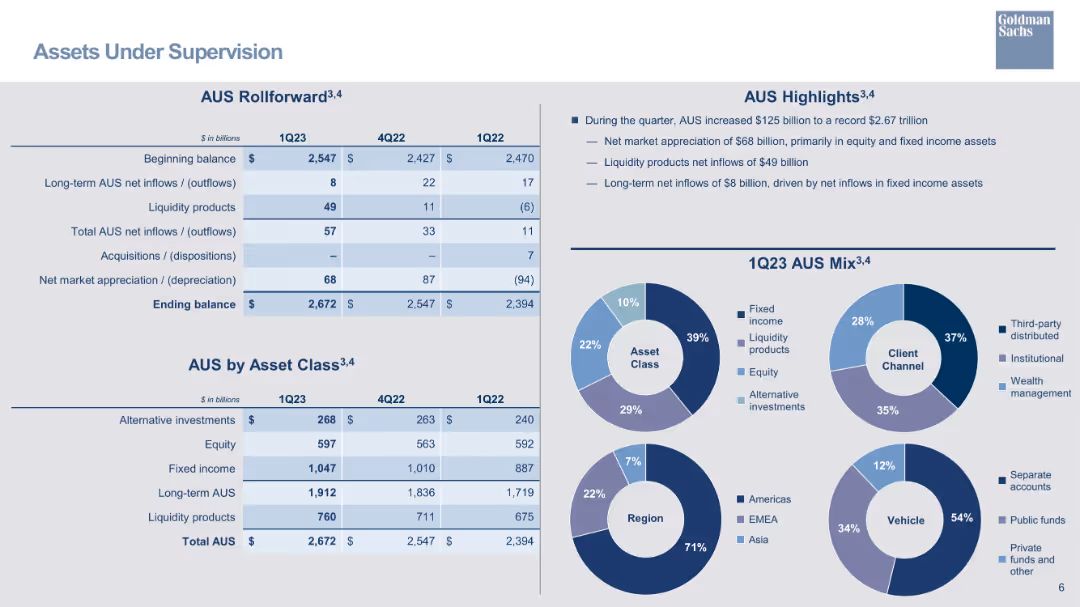 Goldman
Sachs
Assets Under Supervision
AUS Rollforward3,4
$ in billions 1Q23 4Q22 1Q22
Beginning balance $ 2,547 $ 2,427 $ 2,470
Long-term AUS net inflows / (outflows) 8 22 17
Liquidity products 49 11 (6)
Total AUS net inflows / (outflows) 57 33 11
Acquisitions / (dispositions) – – 7
Net market appreciation / (depreciation) 68 87 (94)
Ending balance $ 2,672 $ 2,547 $ 2,394
AUS by Asset Class3,4
$ in billions 1Q23 4Q22 1Q22
Alternative investments $ 268 $ 263 $ 240
Equity 597 563 592
Fixed income 1,047 1,010 887
Long-term AUS 1,912 1,836 1,719
Liquidity products 760 711 675
Total AUS $ 2,672 $ 2,547 $ 2,394
AUS Highlights3,4
■ During the quarter, AUS increased $125 billion to a record $2.67 trillion
— Net market appreciation of $68 billion, primarily in equity and fixed income assets
— Liquidity products net inflows of $49 billion
— Long-term net inflows of $8 billion, driven by net inflows in fixed income assets
1Q23 AUS Mix3,4
10%
39%
22%
29%
Asset
Class
Fixed
income
Liquidity
products
Equity
Alternative
investments
28%
37%
35%
Client
Channel
Third-party
distributed
Institutional
Wealth
management
7%
22%
71%
Region
Americas
EMEA
Asia
12%
54%
34%
Vehicle
Separate
accounts
Public funds
Private
funds and
other
6